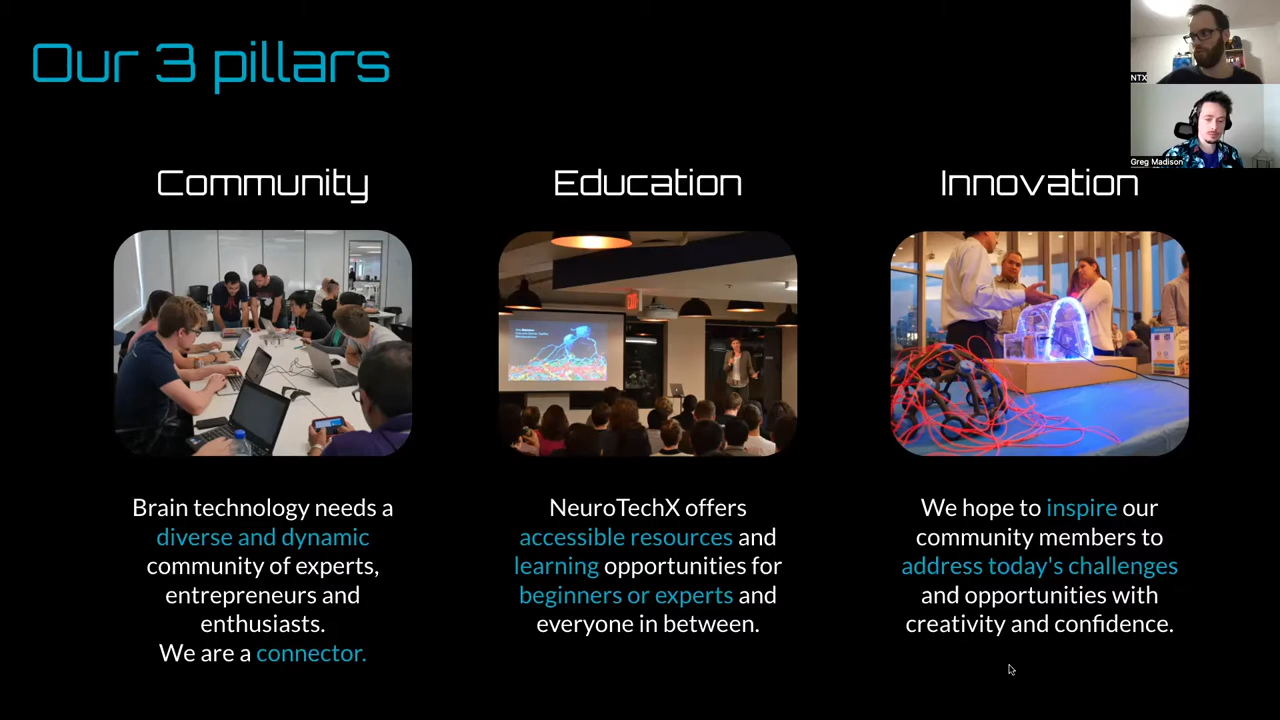 Our 3 pillars
NTX
Greg Madison
Community
Education
Innovation
EXIT
Brain technology needs a
diverse and dynamic
community of experts,
entrepreneurs and
enthusiasts.
We are a connector.
NeuroTechX offers
accessible resources and
learning opportunities for
beginners or experts and
everyone in between.
We hope to inspire our
community members to
address today's challenges
and opportunities with
creativity and confidence.